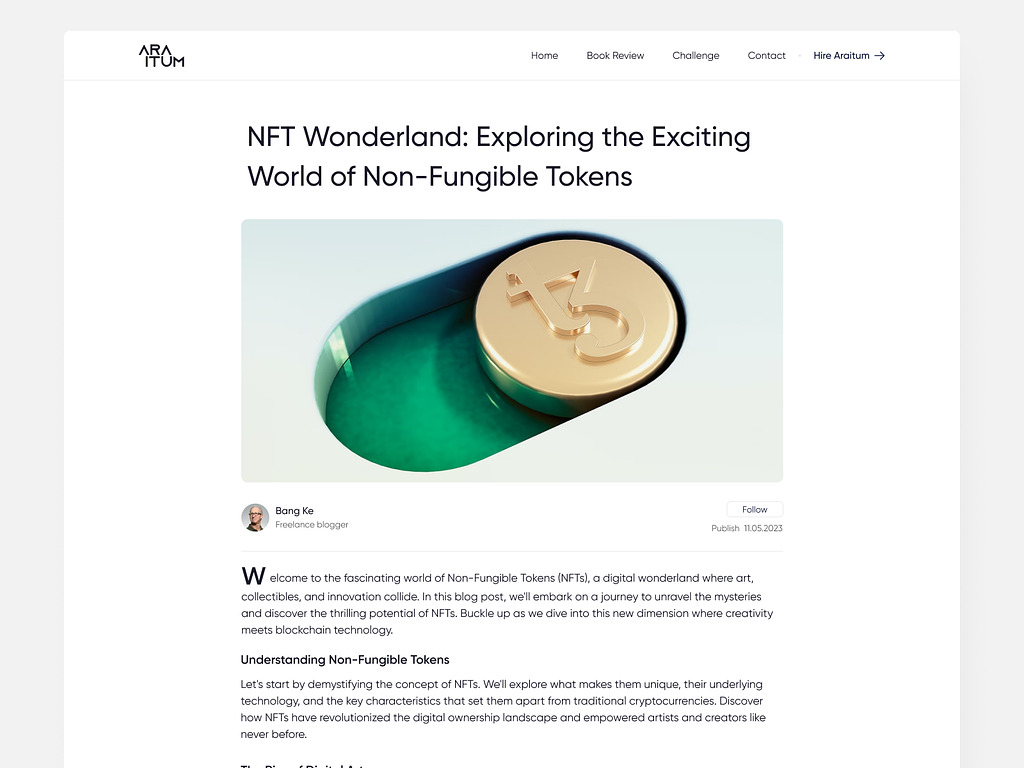 ARA
ITUM
Home
Book Review
Challenge
Contact
Hire Araitum
NFT Wonderland: Exploring the Exciting
World of Non-Fungible Tokens
Bang Ke
Freelance blogger
Follow
Publish 11.05.2023
Welcome to the fascinating world of Non-Fungible Tokens (NFTs), a digital wonderland where art,
collectibles, and innovation collide. In this blog post, we'll embark on a journey to unravel the mysteries
and discover the thrilling potential of NFTs. Buckle up as we dive into this new dimension where creativity
meets blockchain technology.
Understanding Non-Fungible Tokens
Let's start by demystifying the concept of NFTs. We'll explore what makes them unique, their underlying
technology, and the key characteristics that set them apart from traditional cryptocurrencies. Discover
how NFTs have revolutionized the digital ownership landscape and empowered artists and creators like
never before.
The Rise of Digital Art